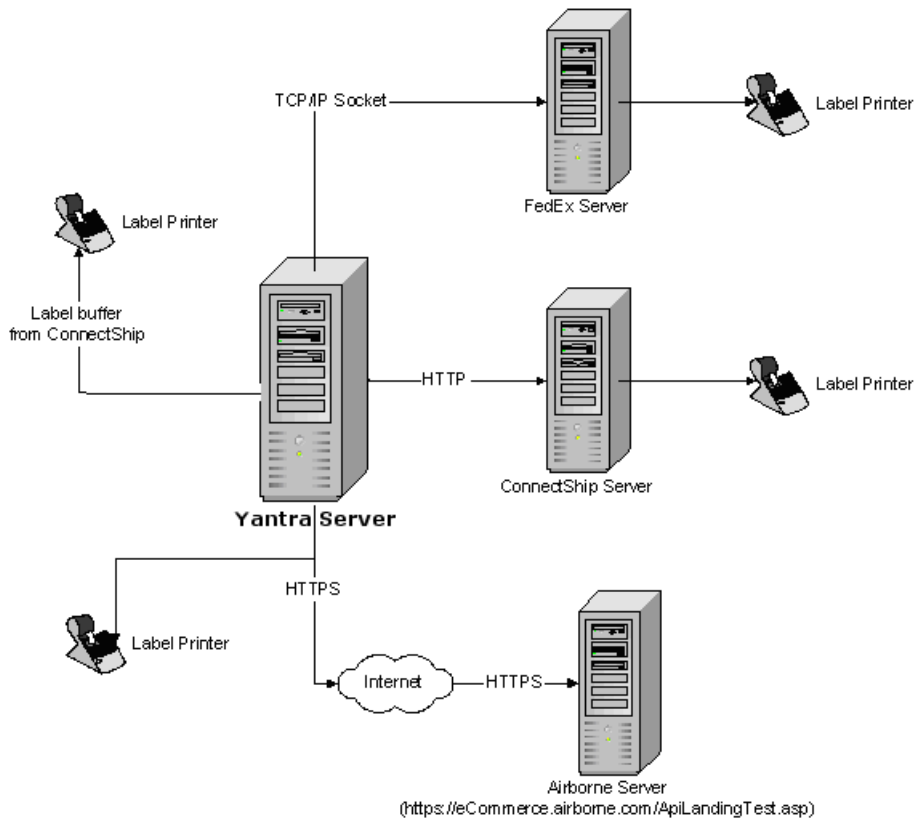 TCP/IP Socket
Label Printer
FedEx Server
Label Printer
Label buffer
from ConnectShip
HTTP
Label Printer
ConnectShip Server
Yantra Server
HTTPS
Label Printer
Internet
HTTPS
Airborne Server
(https://eCommerce.airborne.com/ApiLandingTest.asp)